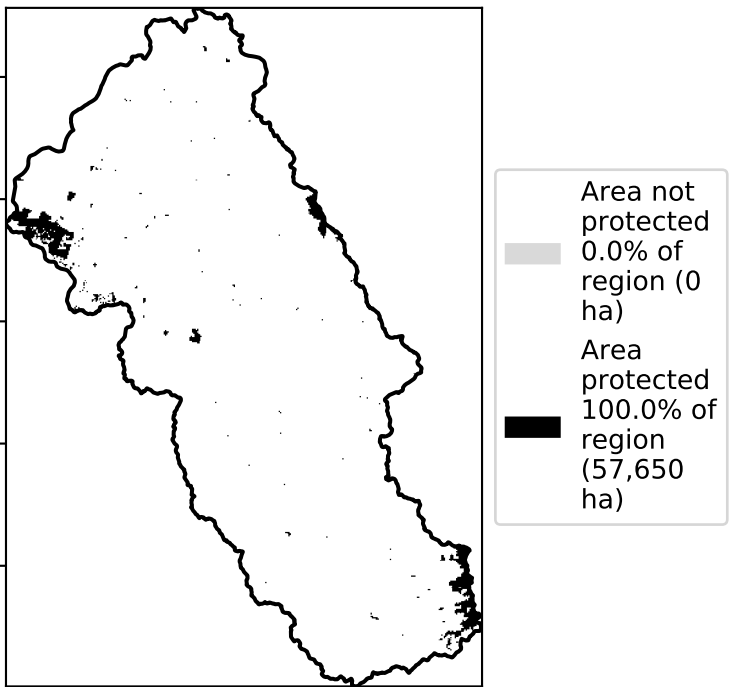 Area not
protected
0.0% of
region (0
ha)
Area
protected
100.0% of
region
(57,650
ha)